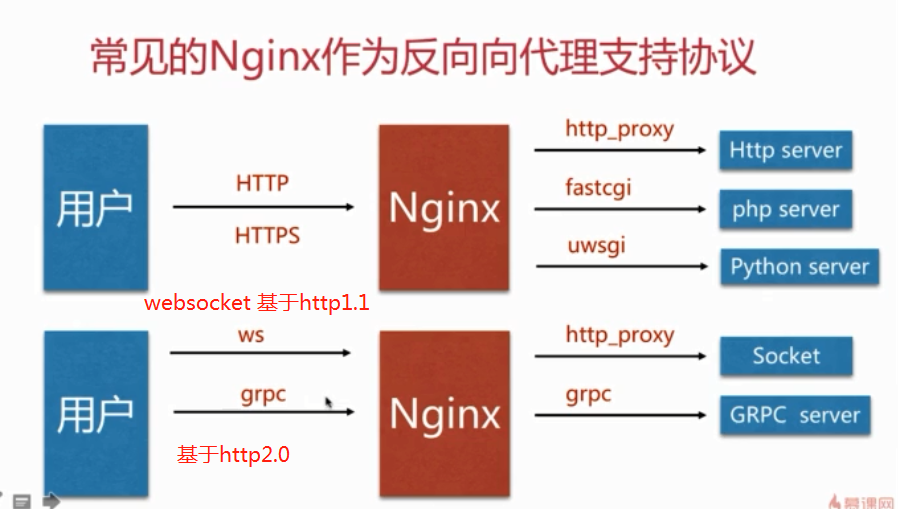 常见的Nginx作为反向向代理支持协议
用户
HTTP
HTTPS
Nginx
http_proxy
Http server
fastcgi
php server
uwsgi
Python server
websocket 基于http1.1
用户
ws
grpc
基于http2.0
Nginx
http_proxy
Socket
grpc
GRPC server
慕课网